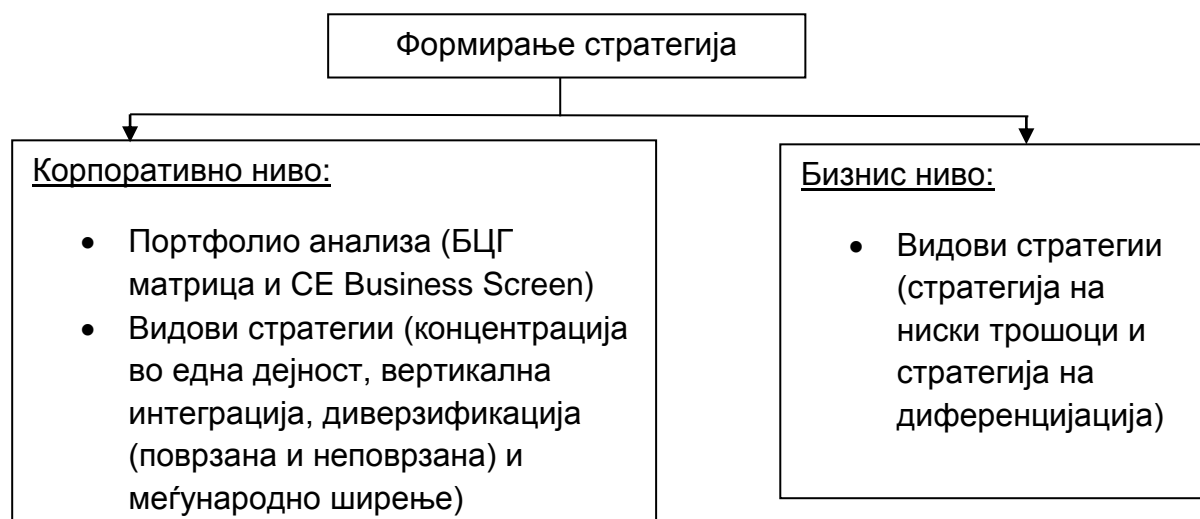 Формирање стратегија
Корпоративно ниво:
• Портфолио анализа (БЦГ
матрица и CE Business Screen)
• Видови стратегии (концентрација
во една дејност, вертикална
интеграција, диверзификација
(поврзана и неповрзана) и
меѓународно ширење)
Бизнис ниво:
• Видови стратегии
(стратегија на
ниски трошоци и
стратегија на
диференцијација)